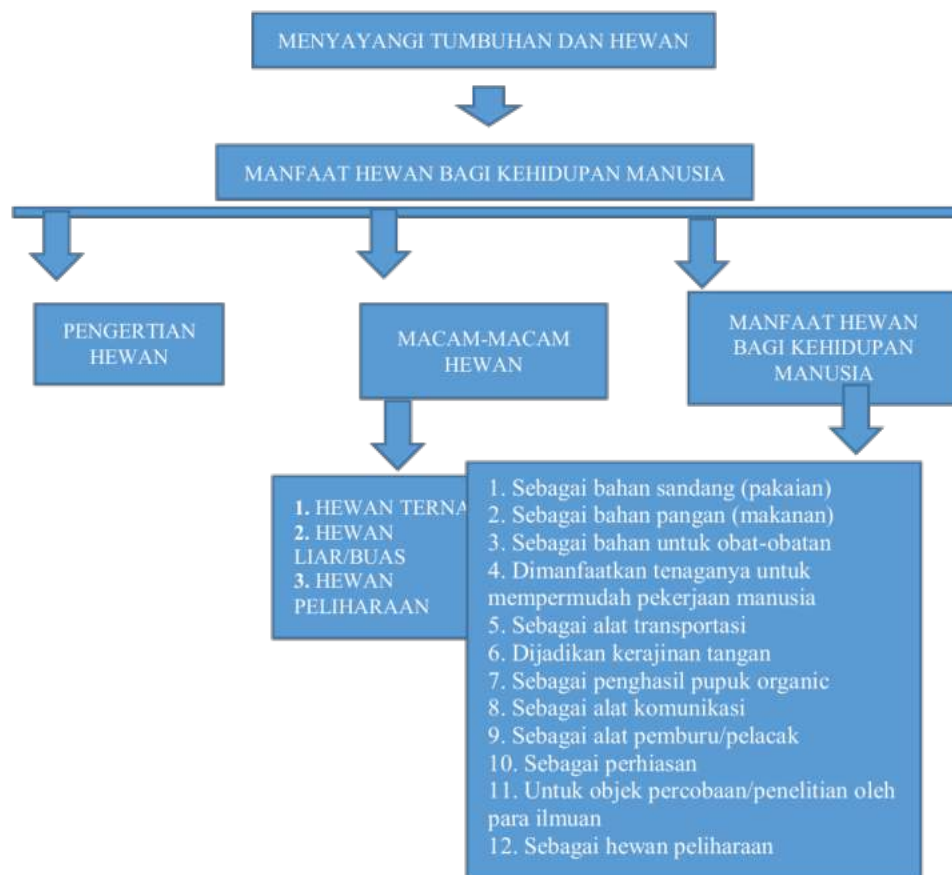 MENYAYANGI TUMBUHAN DAN HEWAN
MANFAAT HEWAN BAGI KEHIDUPAN MANUSIA
PENGERTIAN
HEWAN
MACAM-MACAM
HEWAN
MANFAAT HEWAN
BAGI KEHIDUPAN
MANUSIA
1. HEWAN TERNA
2. HEWAN
LIAR/BUAS
3. HEWAN
PELIHARAAN
1. Sebagai bahan sandang (pakaian)
2. Sebagai bahan pangan (makanan)
3. Sebagai bahan untuk obat-obatan
4. Dimanfaatkan tenaganya untuk
mempermudah pekerjaan manusia
5. Sebagai alat transportasi
6. Dijadikan kerajinan tangan
7. Sebagai penghasil pupuk organic
8. Sebagai alat komunikasi
9. Sebagai alat pemburu/pelacak
10. Sebagai perhiasan
11. Untuk objek percobaan/penelitian oleh
para ilmuan
12. Sebagai hewan peliharaan